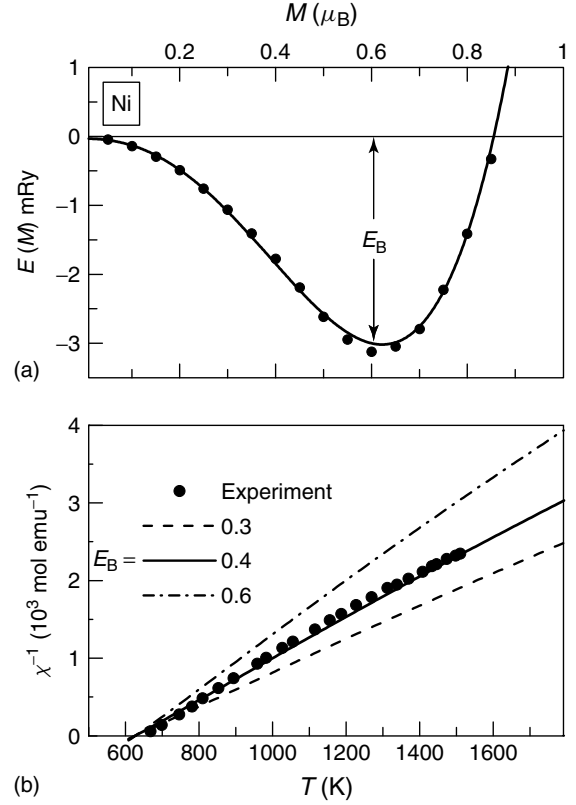 M (μB)
0.2 0.4 0.6 0.8 1
1
0
−1
−2
−3
E (M) mRy
Ni
EB
(a)
4
3
2
1
0
χ−1 (10³ mol emu−1)
Experiment
0.3
EB = 0.4
0.6
600 800 1000 1200 1400 1600
T (K)
(b)